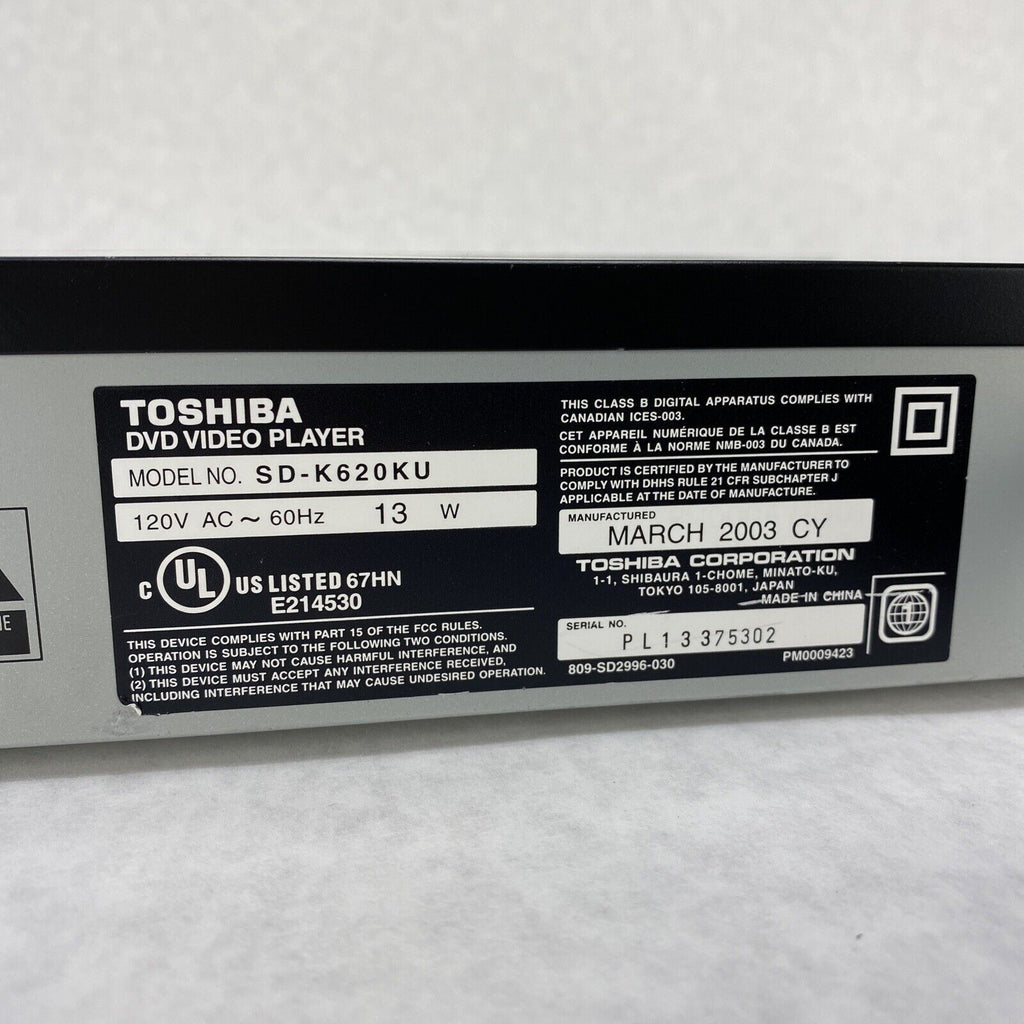 TOSHIBA
DVD VIDEO PLAYER
MODEL NO. SD-K620KU
120V AC ~ 60Hz 13 W
C UL US LISTED 67HN
E214530
THIS DEVICE COMPLIES WITH PART 15 OF THE FCC RULES.
OPERATION IS SUBJECT TO THE FOLLOWING TWO CONDITIONS.
(1) THIS DEVICE MAY NOT CAUSE HARMFUL INTERFERENCE, AND
(2) THIS DEVICE MUST ACCEPT ANY INTERFERENCE RECEIVED,
INCLUDING INTERFERENCE THAT MAY CAUSE UNDESIRED OPERATION.
THIS CLASS B DIGITAL APPARATUS COMPLIES WITH
CANADIAN ICES-003.
CET APPAREIL NUMÉRIQUE DE LA CLASSE B EST
CONFORME À LA NORME NMB-003 DU CANADA.
PRODUCT IS CERTIFIED BY THE MANUFACTURER TO
COMPLY WITH DHHS RULE 21 CFR SUBCHAPTER J
APPLICABLE AT THE DATE OF MANUFACTURE.
MANUFACTURED
MARCH 2003 CY
TOSHIBA CORPORATION
1-1, SHIBAURA 1-CHOME, MINATO-KU,
TOKYO 105-8001, JAPAN
MADE IN CHINA
1
SERIAL NO.
PL13375302
809-SD2996-030 PM0009423